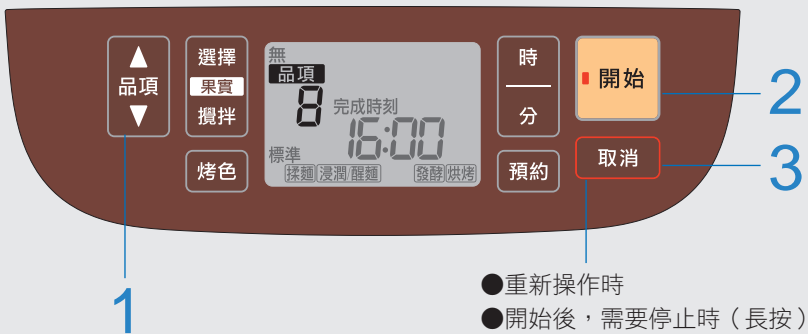 ▲
品項
▼
選擇
果實
攪拌
烤色
無
品項
8
完成時刻
16:00
標準
揉麵 浸潤 醒麵 發酵 烘烤
時
分
預約
開始
取消
1
2
3
●重新操作時
●開始後，需要停止時（長按）